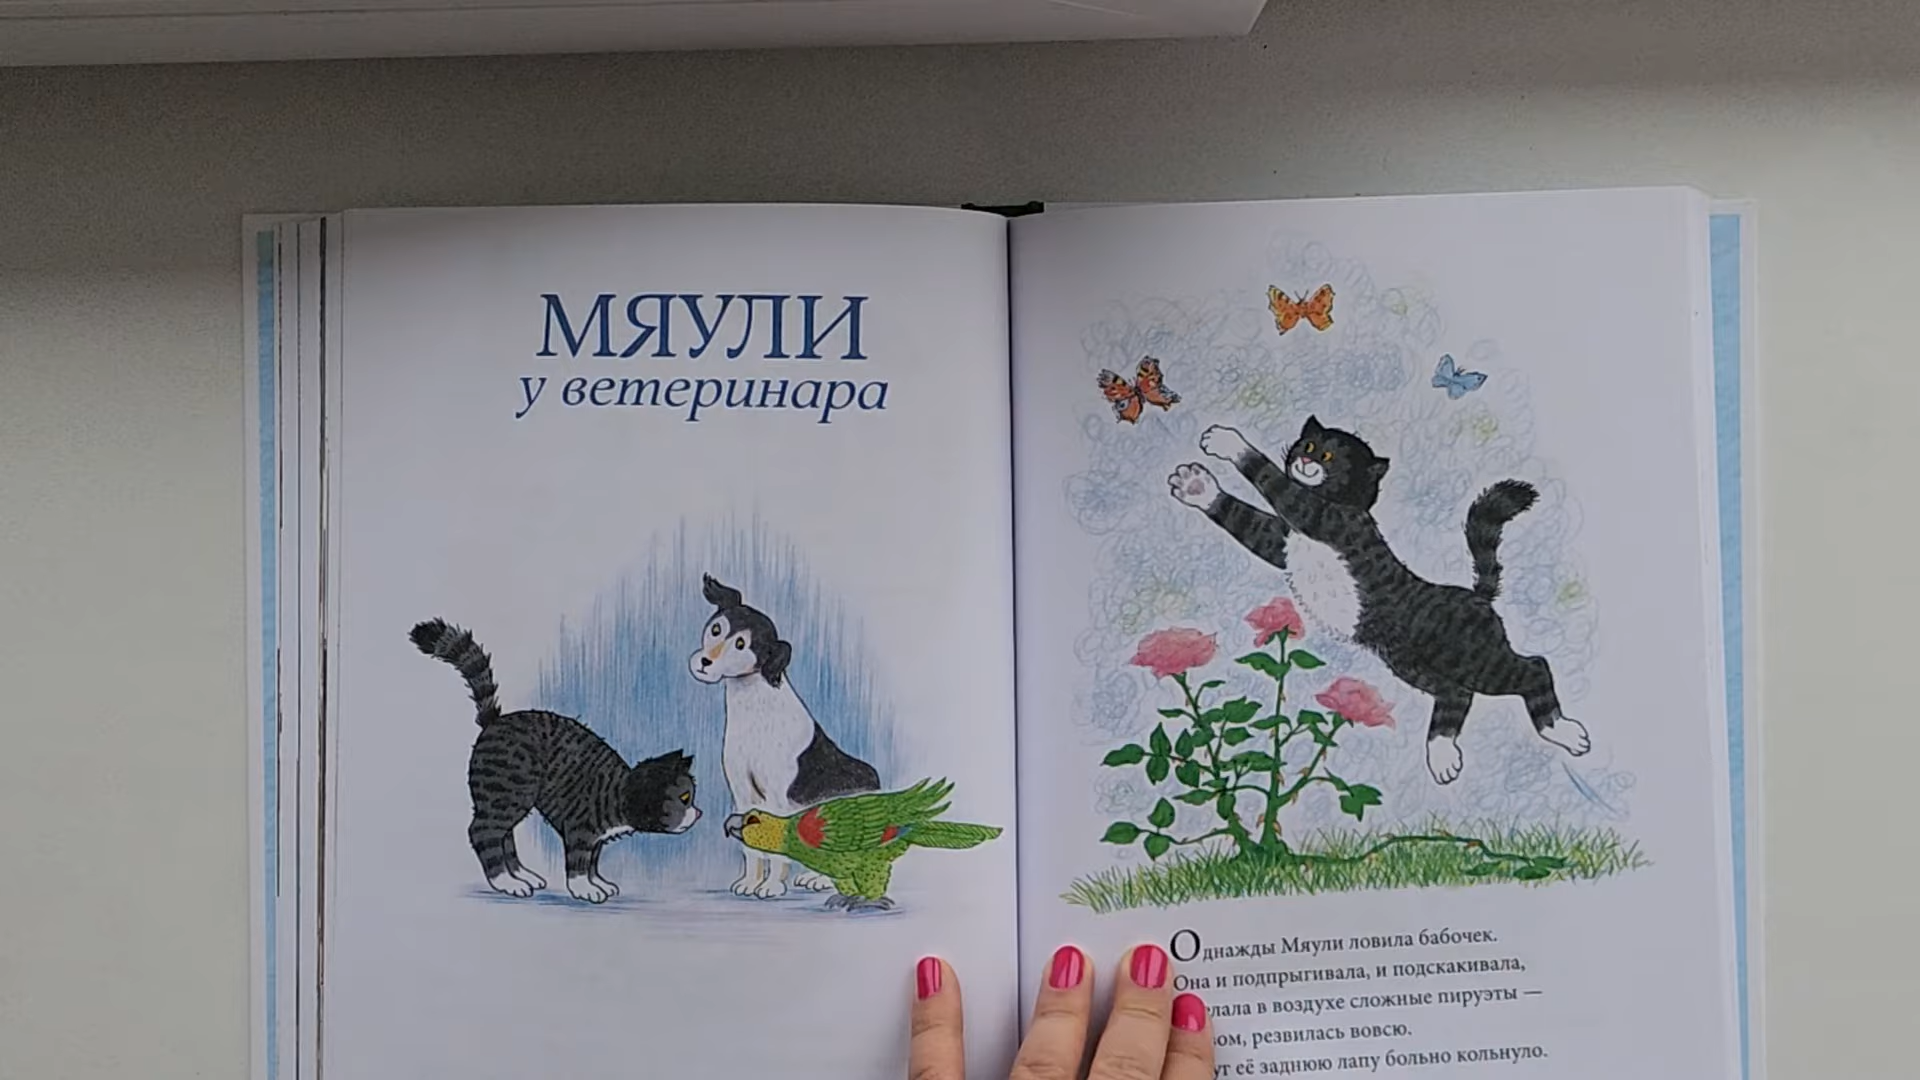 МЯУЛИ
у ветеринара
Однажды Мяули ловила бабочек.
Она и подпрыгивала, и подскакивала,
в воздухе сложные пируэты —
резвилась вовсю.
её заднюю лапу больно кольнуло.